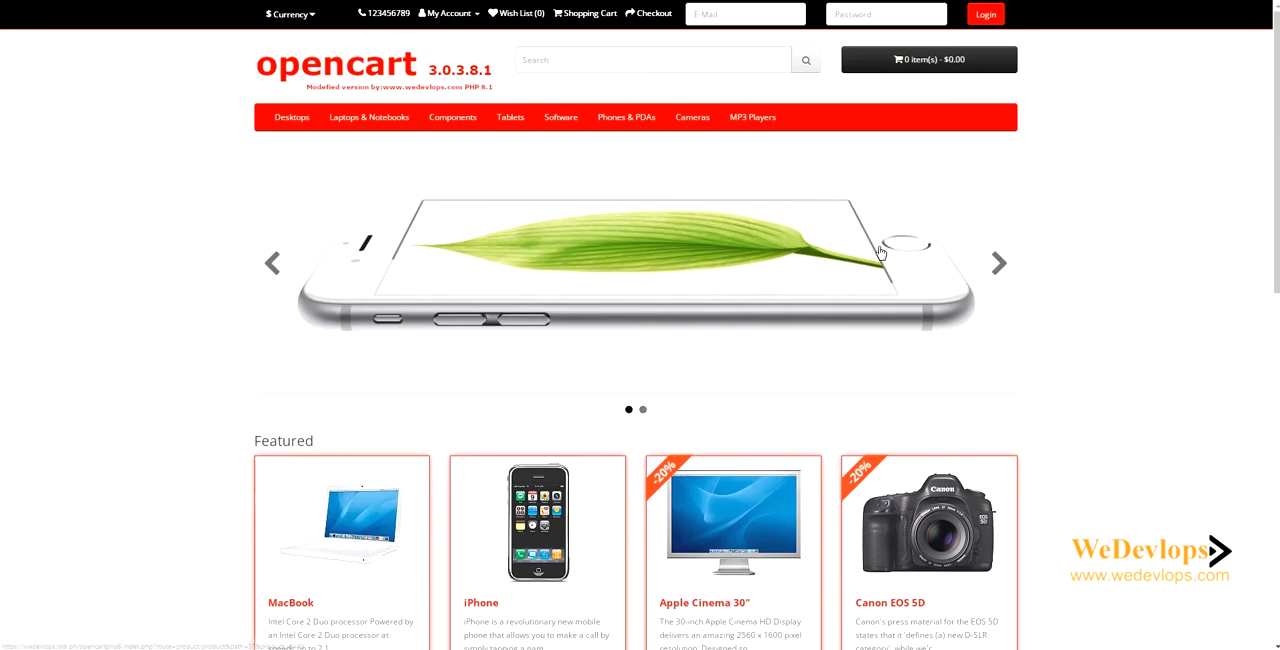 $ Currency
123456789 My Account Wish List (0) Shopping Cart Checkout
E-Mail
Password
Login
opencart 3.0.3.8.1
Modefied version by:www.wedevlops.com PHP 8.1
Search
0 item(s) - $0.00
Desktops Laptops & Notebooks Components Tablets Software Phones & PDAs Cameras MP3 Players
Featured
-20%
-20%
Canon
EOS
5D
MacBook
Intel Core 2 Duo processor Powered by
an Intel Core 2 Duo processor at
speeds up to 2.1
iPhone
iPhone is a revolutionary new mobile
phone that allows you to make a call by
simply tapping a nam
Apple Cinema 30"
The 30-inch Apple Cinema HD Display
delivers an amazing 2560 x 1600 pixel
resolution. Designed sp
Canon EOS 5D
Canon's press material for the EOS 5D
states that it 'defines (a) new D-SLR
category', while we're
WeDevlops
www.wedevlops.com